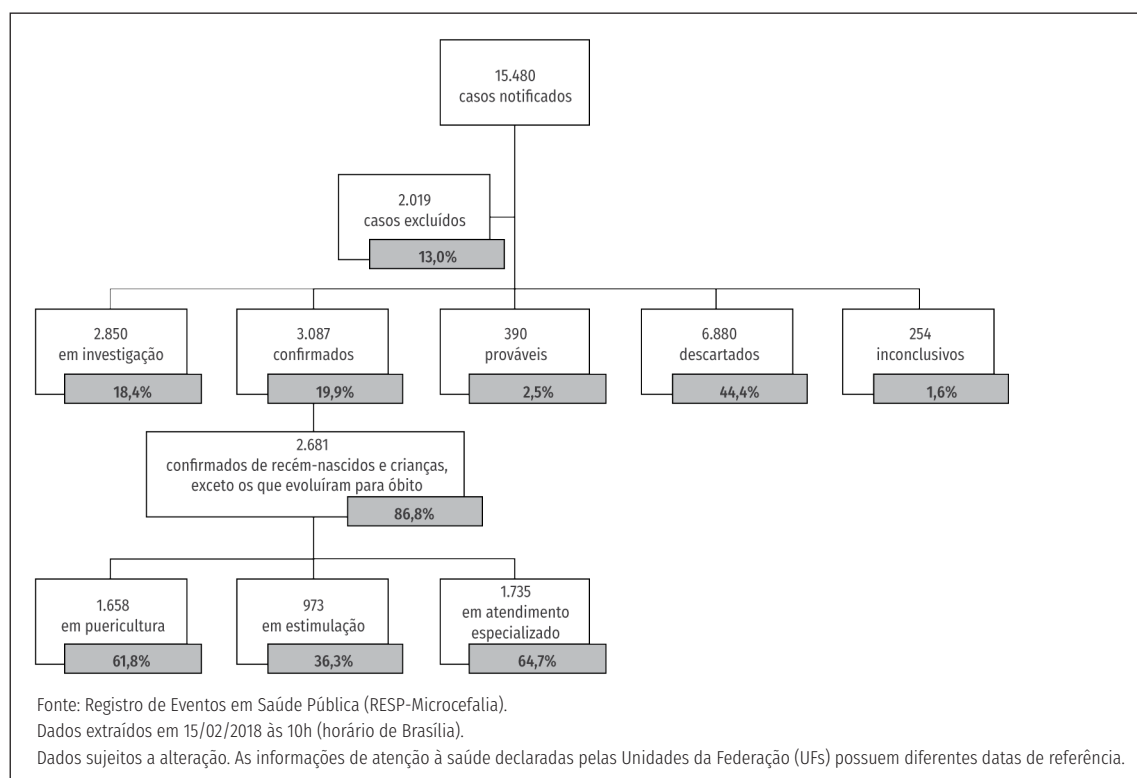 15.480
casos notificados
2.019
casos excluídos
13,0%
2.850
em investigação
18,4%
3.087
confirmados
19,9%
390
prováveis
2,5%
6.880
descartados
44,4%
254
inconclusivos
1,6%
2.681
confirmados de recém-nascidos e crianças,
exceto os que evoluíram para óbito
86,8%
1.658
em puericultura
61,8%
973
em estimulação
36,3%
1.735
em atendimento
especializado
64,7%
Fonte: Registro de Eventos em Saúde Pública (RESP-Microcefalia).
Dados extraídos em 15/02/2018 às 10h (horário de Brasília).
Dados sujeitos a alteração. As informações de atenção à saúde declaradas pelas Unidades da Federação (UFs) possuem diferentes datas de referência.